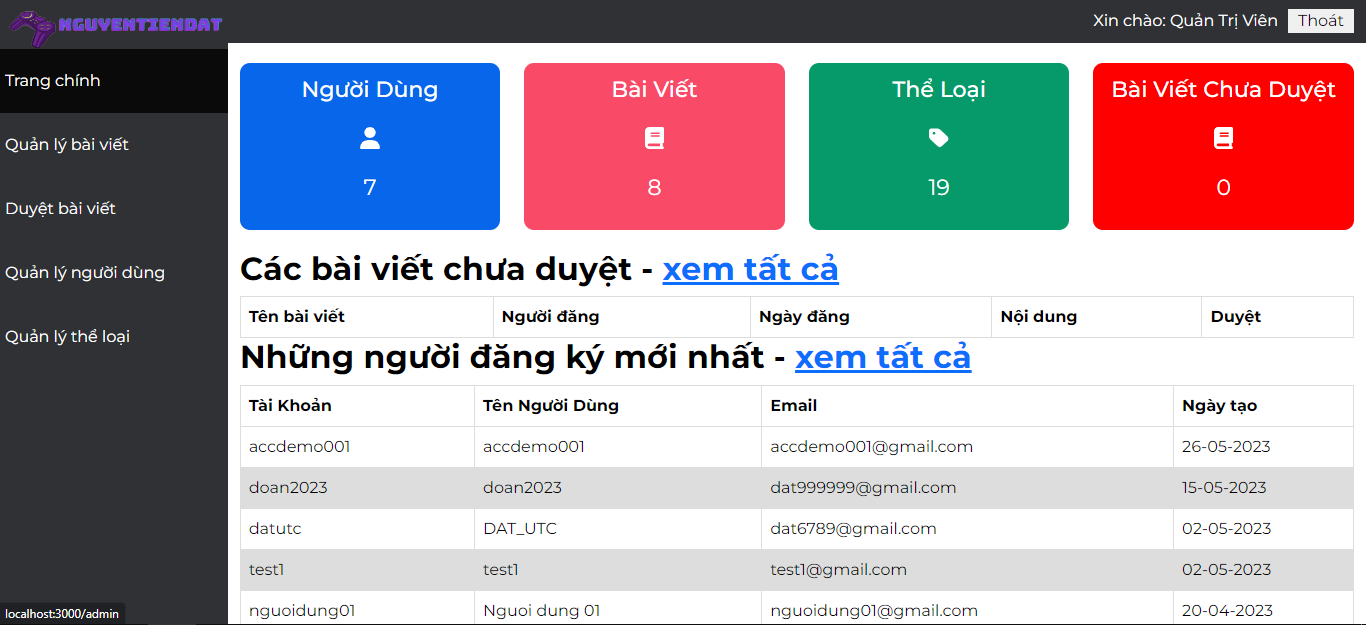 NGUYENTIENDAT
Xin chào: Quản Trị Viên Thoát
Trang chính
Quản lý bài viết
Duyệt bài viết
Quản lý người dùng
Quản lý thể loại
Người Dùng
7
Bài Viết
8
Thể Loại
19
Bài Viết Chưa Duyệt
0
Các bài viết chưa duyệt - xem tất cả
Tên bài viết Người đăng Ngày đăng Nội dung Duyệt
Những người đăng ký mới nhất - xem tất cả
Tài Khoản Tên Người Dùng Email Ngày tạo
accdemo001 accdemo001 accdemo001@gmail.com 26-05-2023
doan2023 doan2023 dat999999@gmail.com 15-05-2023
datutc DAT_UTC dat6789@gmail.com 02-05-2023
test1 test1 test1@gmail.com 02-05-2023
nguoidung01 Nguoi dung 01 nguoidung01@gmail.com 20-04-2023
localhost:3000/admin